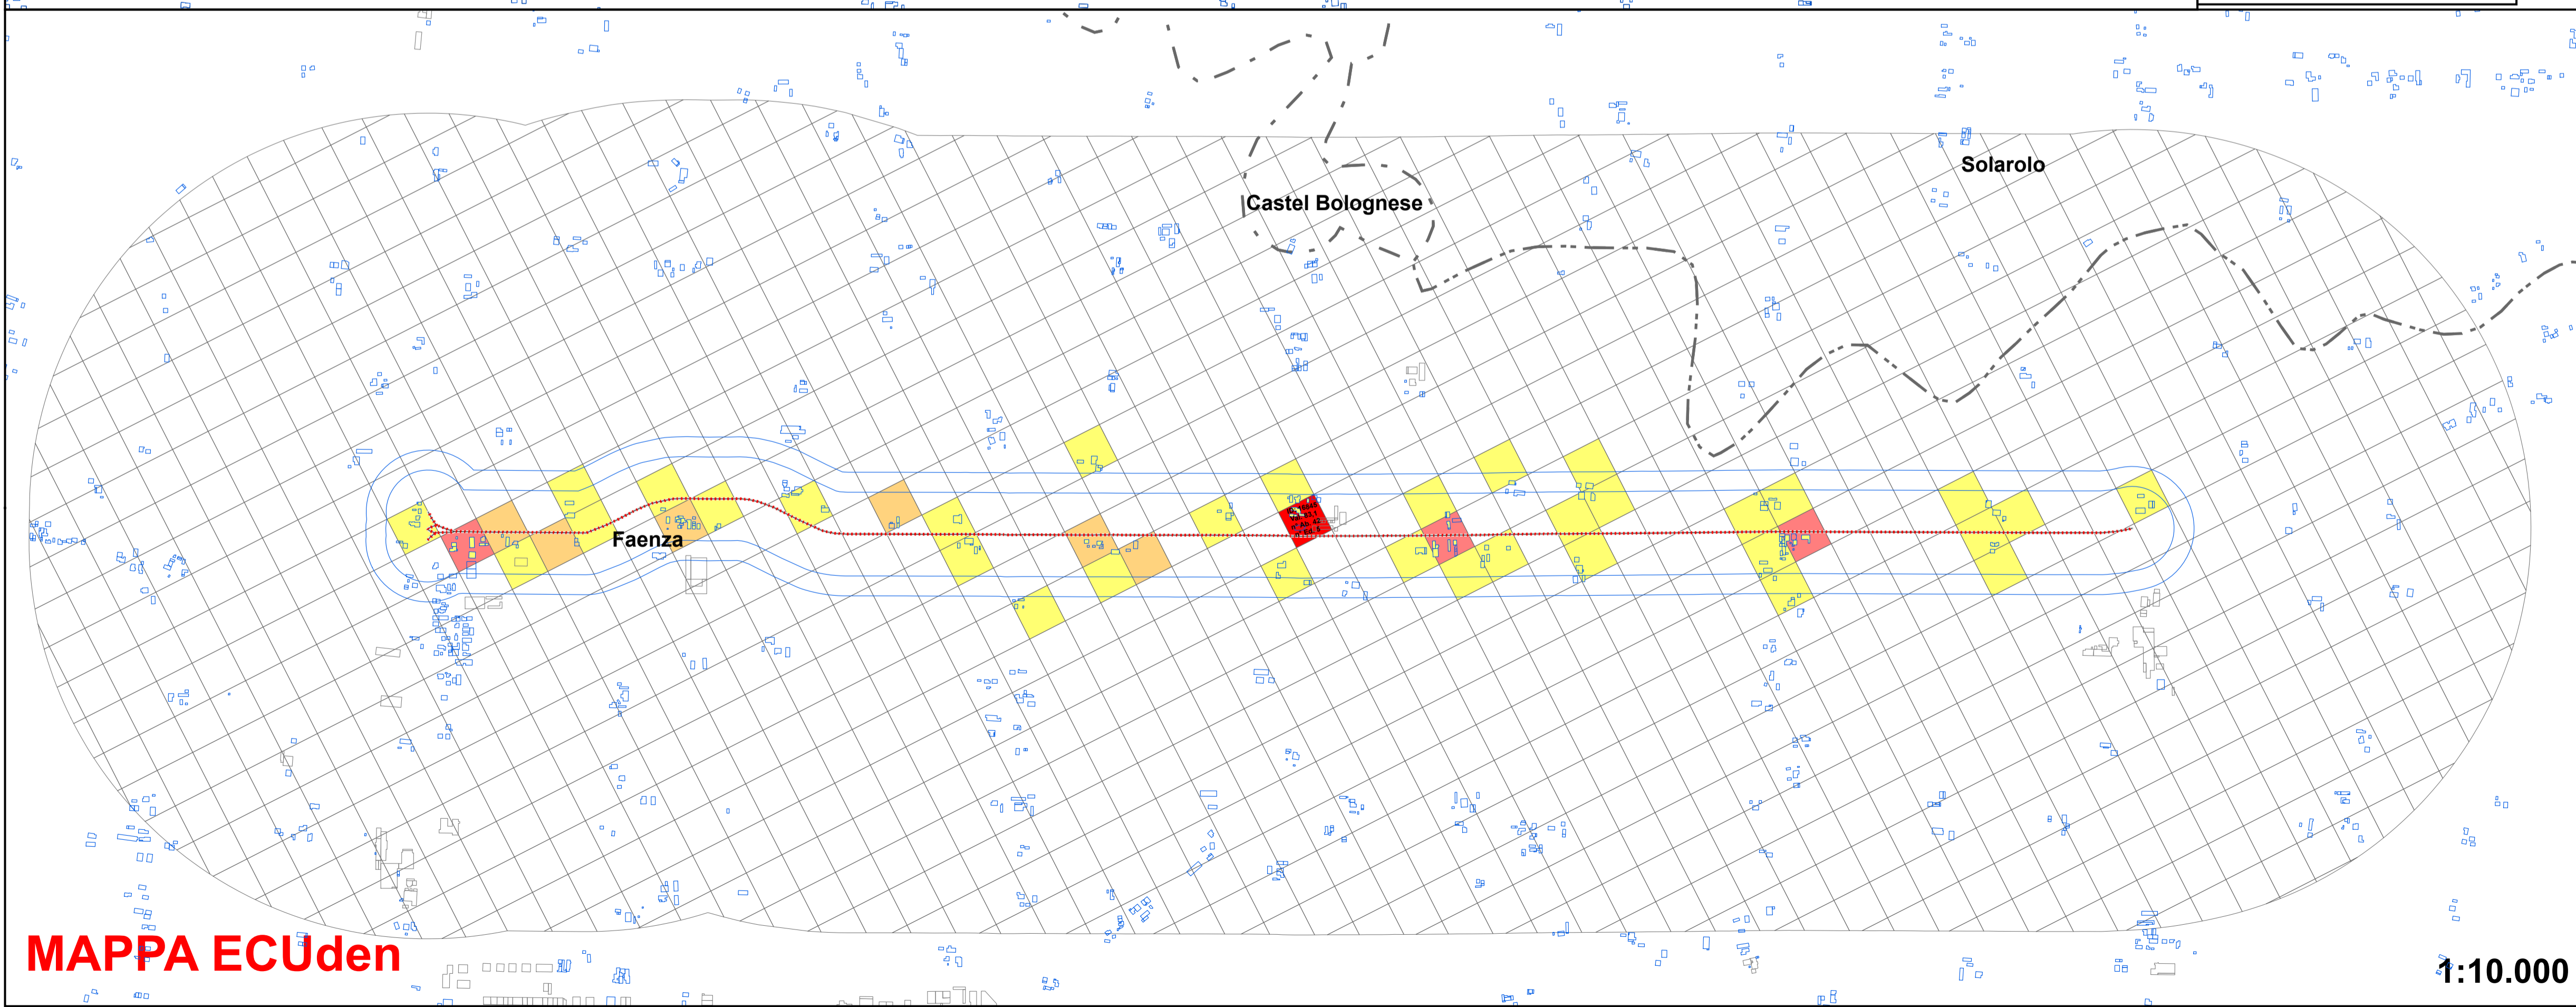 Solarolo
Castel Bolognese
Faenza
MAPPA ECUden
1:10.000